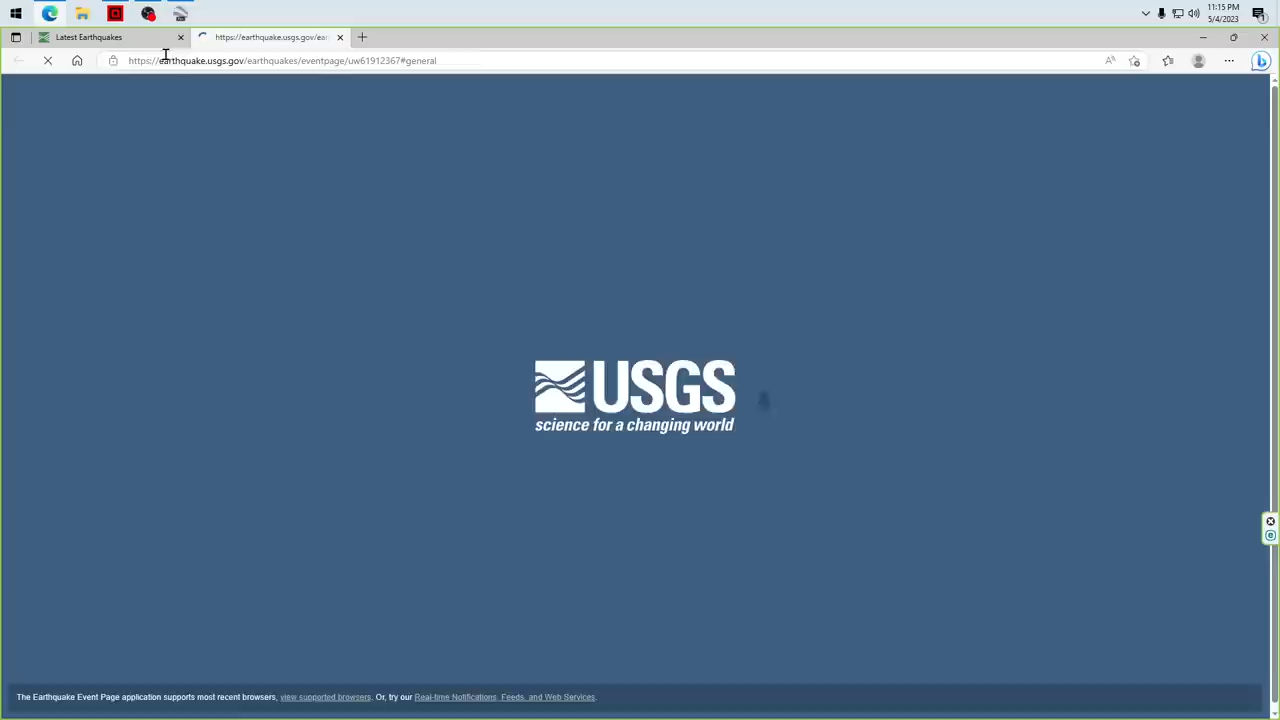 11:15 PM
5/4/2023
Latest Earthquakes
https://earthquake.usgs.gov/ear
https://earthquake.usgs.gov/earthquakes/eventpage/uw61912367#general
USGS
science for a changing world
The Earthquake Event Page application supports most recent browsers, view supported browsers. Or, try our Real-time Notifications, Feeds, and Web Services.